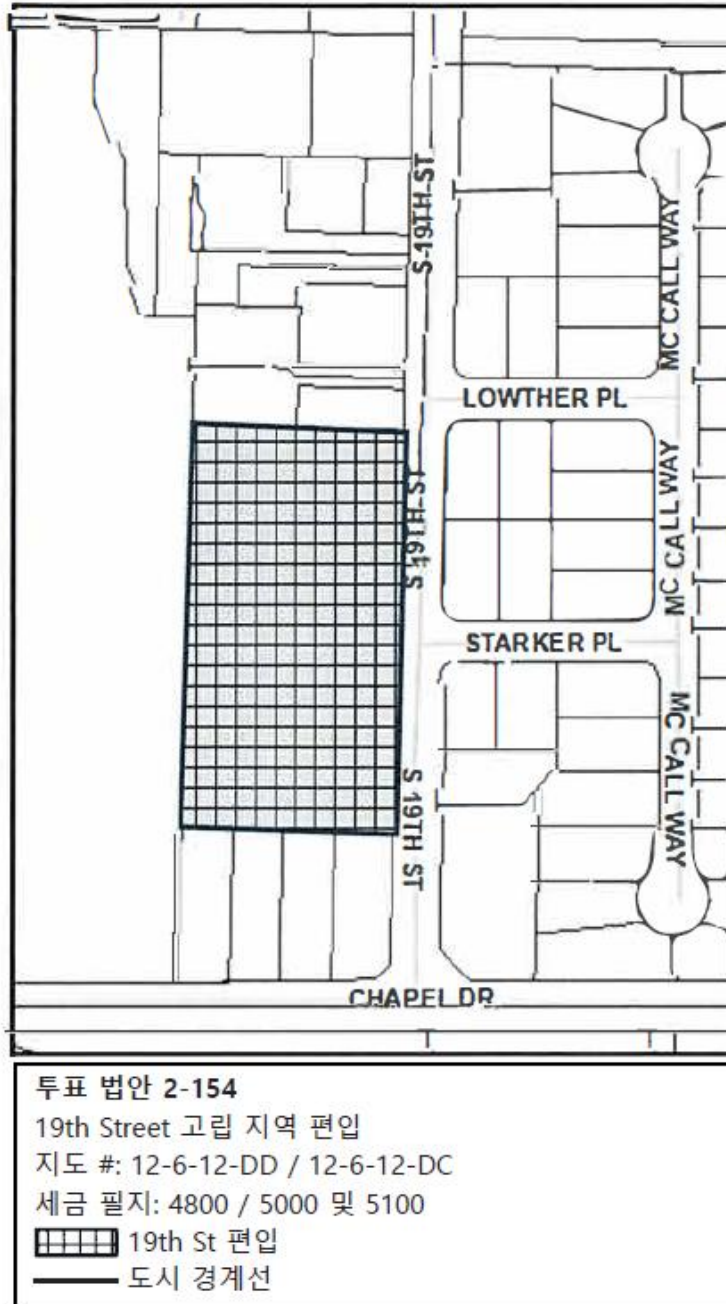 S 19TH ST
MC CALL WAY
LOWTHER PL
S 19TH ST
MC CALL WAY
STARKER PL
MC CALL WAY
S 19TH ST
CHAPEL DR
투표 법안 2-154
19th Street 고립 지역 편입
지도 #: 12-6-12-DD / 12-6-12-DC
세금 필지: 4800 / 5000 및 5100
19th St 편입
도시 경계선